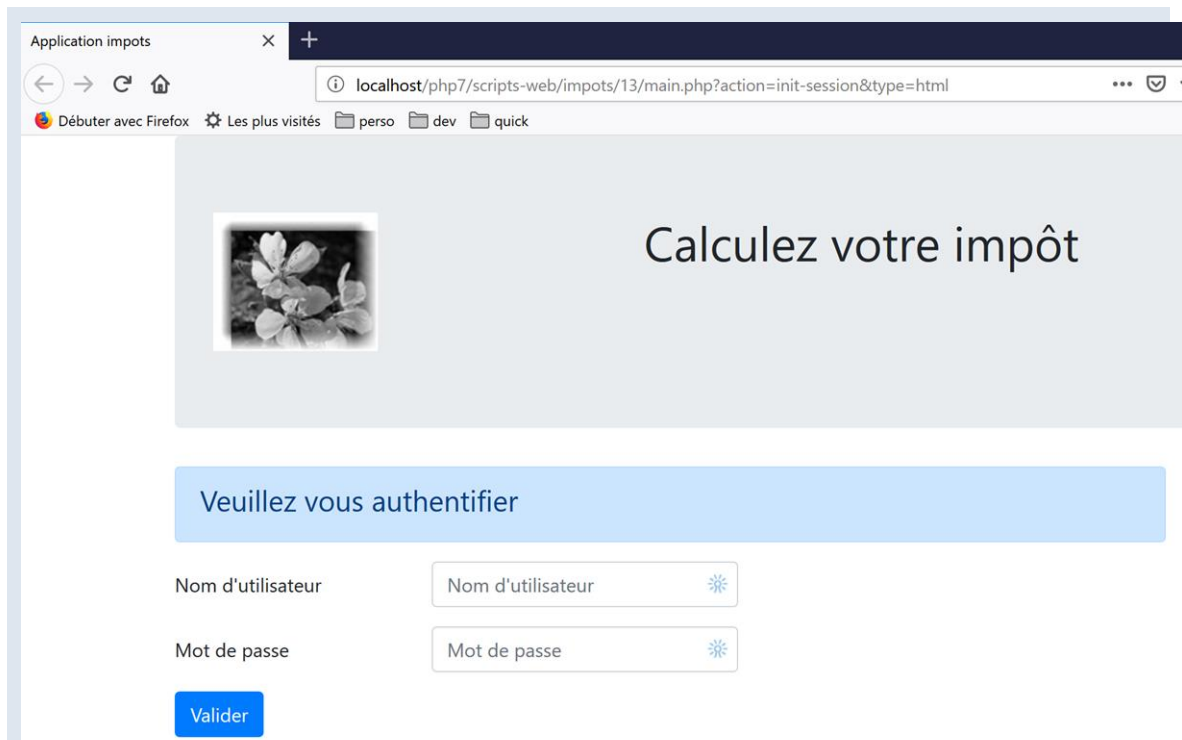 Application impots
localhost/php7/scripts-web/impots/13/main.php?action=init-session&type=html
Débuter avec Firefox Les plus visités perso dev quick
Calculez votre impôt
Veuillez vous authentifier
Nom d'utilisateur Nom d'utilisateur
Mot de passe Mot de passe
Valider